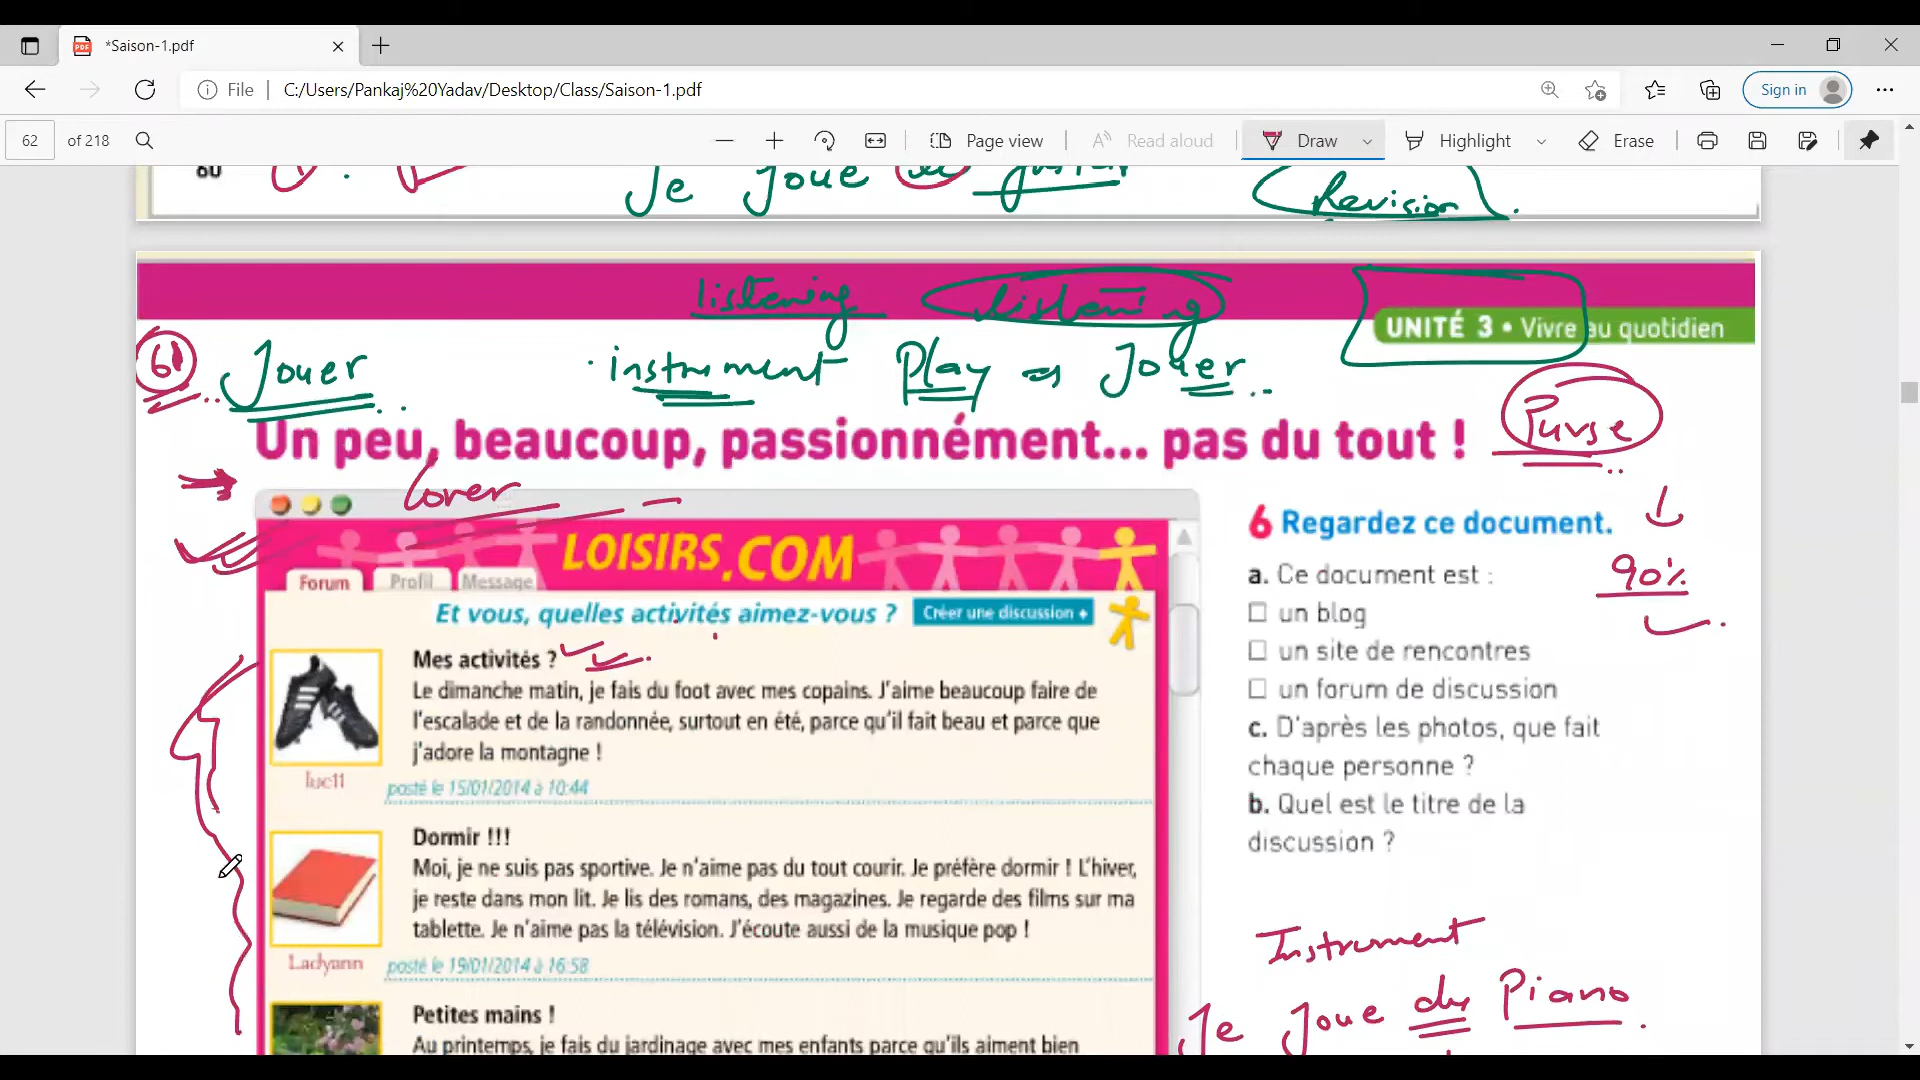 *Saison-1.pdf
File | C:/Users/Pankaj%20Yadav/Desktop/Class/Saison-1.pdf
Sign in
62 of 218
Page view
Read aloud
Draw
Highlight
Erase
60
Je Joue
Revision
listening listening
UNITÉ 3 • Vivre au quotidien
61 Jouer instrument Play Jouer
Un peu, beaucoup, passionnément... pas du tout !
LOISIRS.COM
Forum Profil Message
Et vous, quelles activités aimez-vous ?
Créer une discussion +
Mes activités ?
Le dimanche matin, je fais du foot avec mes copains. J'aime beaucoup faire de
l'escalade et de la randonnée, surtout en été, parce qu'il fait beau et parce que
j'adore la montagne !
luc11
posté le 15/01/2014 à 10:44
Dormir !!!
Moi, je ne suis pas sportive. Je n'aime pas du tout courir. Je préfère dormir ! L'hiver,
je reste dans mon lit. Je lis des romans, des magazines. Je regarde des films sur ma
tablette. Je n'aime pas la télévision. J'écoute aussi de la musique pop !
Ladyann
posté le 19/01/2014 à 16:58
Petites mains !
Au printemps, je fais du jardinage avec mes enfants parce qu'ils aiment bien
6 Regardez ce document.
90%
a. Ce document est :
☐ un blog
☐ un site de rencontres
☐ un forum de discussion
c. D'après les photos, que fait
chaque personne ?
b. Quel est le titre de la
discussion ?
Instrument
Je Joue du Piano